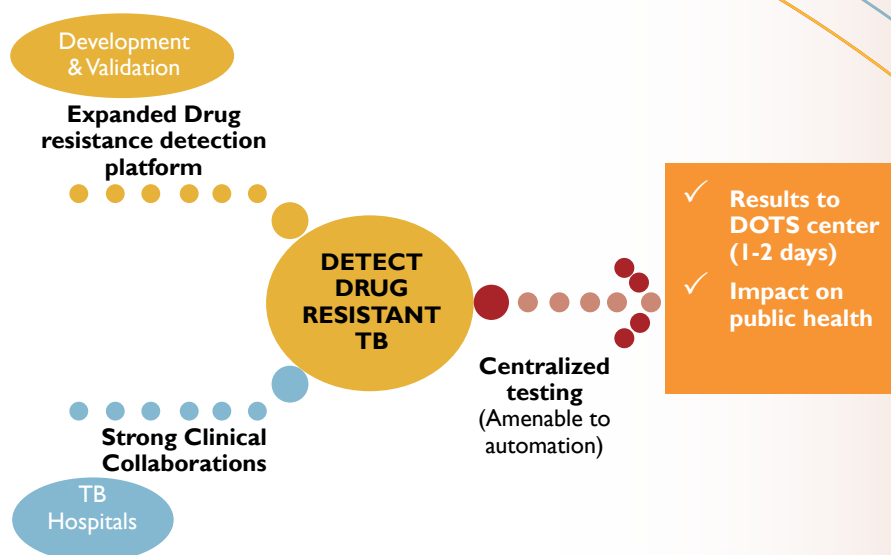 Development
& Validation
Expanded Drug
resistance detection
platform
DETECT
DRUG
RESISTANT
TB
Strong Clinical
Collaborations
TB
Hospitals
Centralized
testing
(Amenable to
automation)
✓ Results to
DOTS center
(1-2 days)
✓ Impact on
public health